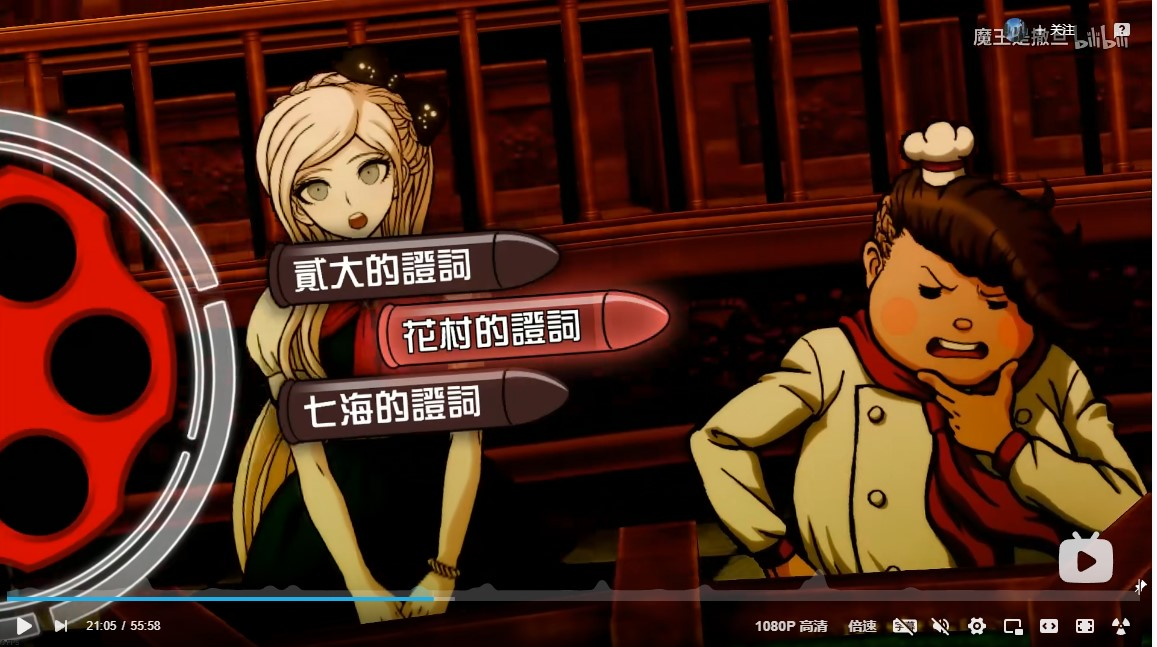 魔王是撒旦 bilibili
+ 关注
?
貳大的證詞
花村的證詞
七海的證詞
21:05 / 55:58
1080P 高清 倍速